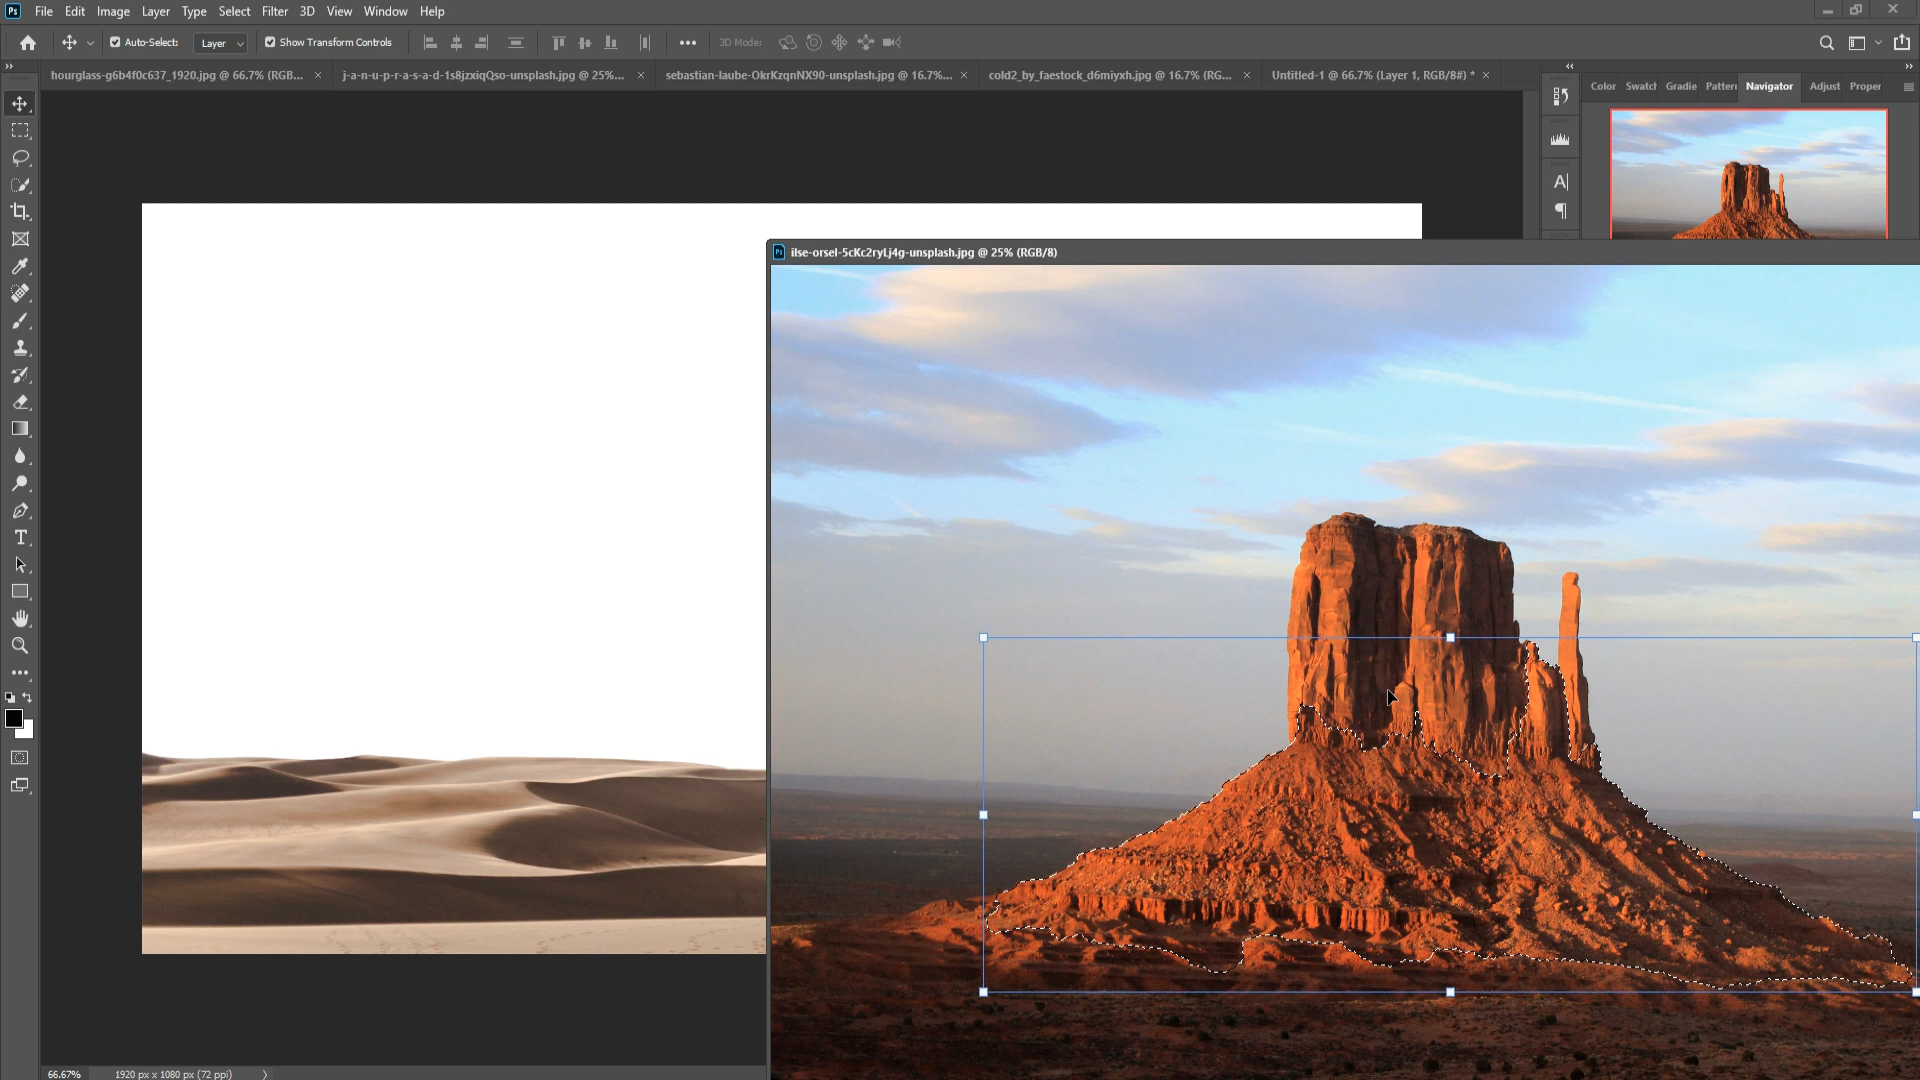 Ps File Edit Image Layer Type Select Filter 3D View Window Help
Auto-Select: Layer Show Transform Controls 3D Mode:
hourglass-g6b4f0c637_1920.jpg @ 66.7% (RGB... × j-a-n-u-p-r-a-s-a-d-1s8jzxiqQso-unsplash.jpg @ 25%... × sebastian-laube-OkrKzqnNX90-unsplash.jpg @ 16.7%... × cold2_by_faestock_d6miyxh.jpg @ 16.7% (RG... × Untitled-1 @ 66.7% (Layer 1, RGB/8#) * ×
Color Swatch Gradie Pattern Navigator Adjust Proper
Ps ilse-orsel-5cKc2ryLj4g-unsplash.jpg @ 25% (RGB/8)
66.67% 1920 px x 1080 px (72 ppi)